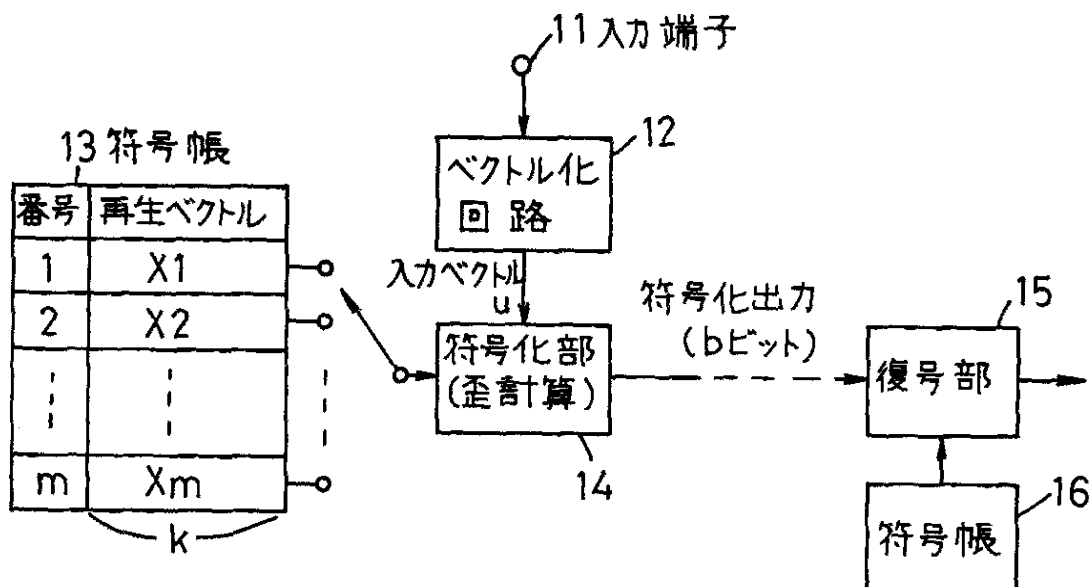 11 入力端子
12
ベクトル化
回路
13 符号帳
番号 再生ベクトル
1 X1
2 X2
m Xm
k
入力ベクトル
u
符号化部
(歪計算)
14
符号化出力
(bビット)
15
復号部
16
符号帳